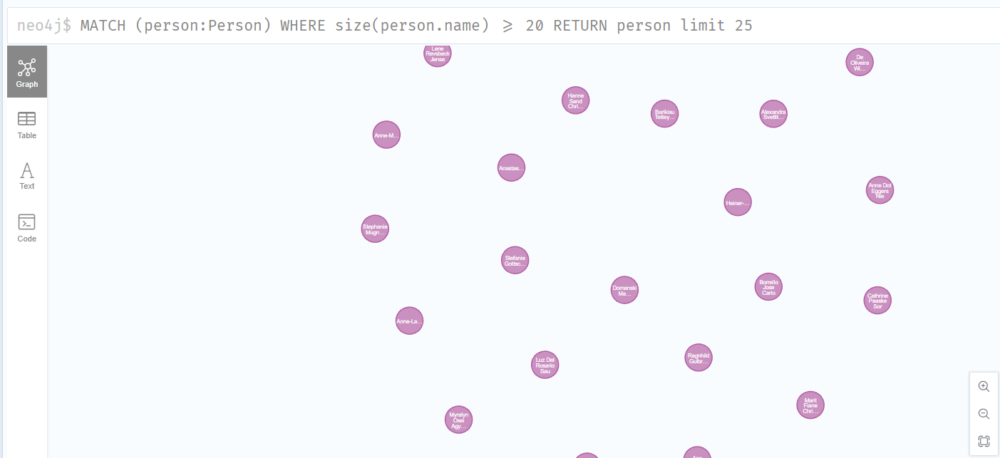 neo4j$ MATCH (person:Person) WHERE size(person.name) ≥ 20 RETURN person limit 25
Graph
Table
Text
Code
Lene
Revsbeck
Jense
De
Oliveira
Wi...
Hanne
Sand
Chri...
Barikisu
Tetley...
Alexandra
Svetlit...
Anne-M...
Anastas...
Anne Dot
Eggers
Nie
Heiner-...
Stephanie
Mugn...
Stefanie
Gottsc...
Domanski
Ma...
Borrello
Jose
Carlo
Cathrine
Paaske
Sor
Anne-La...
Luz Del
Rosario
Sau
Ragnhild
Gulbr...
Marit
Fiane
Chri...
Myralyn
Osei
Agy...